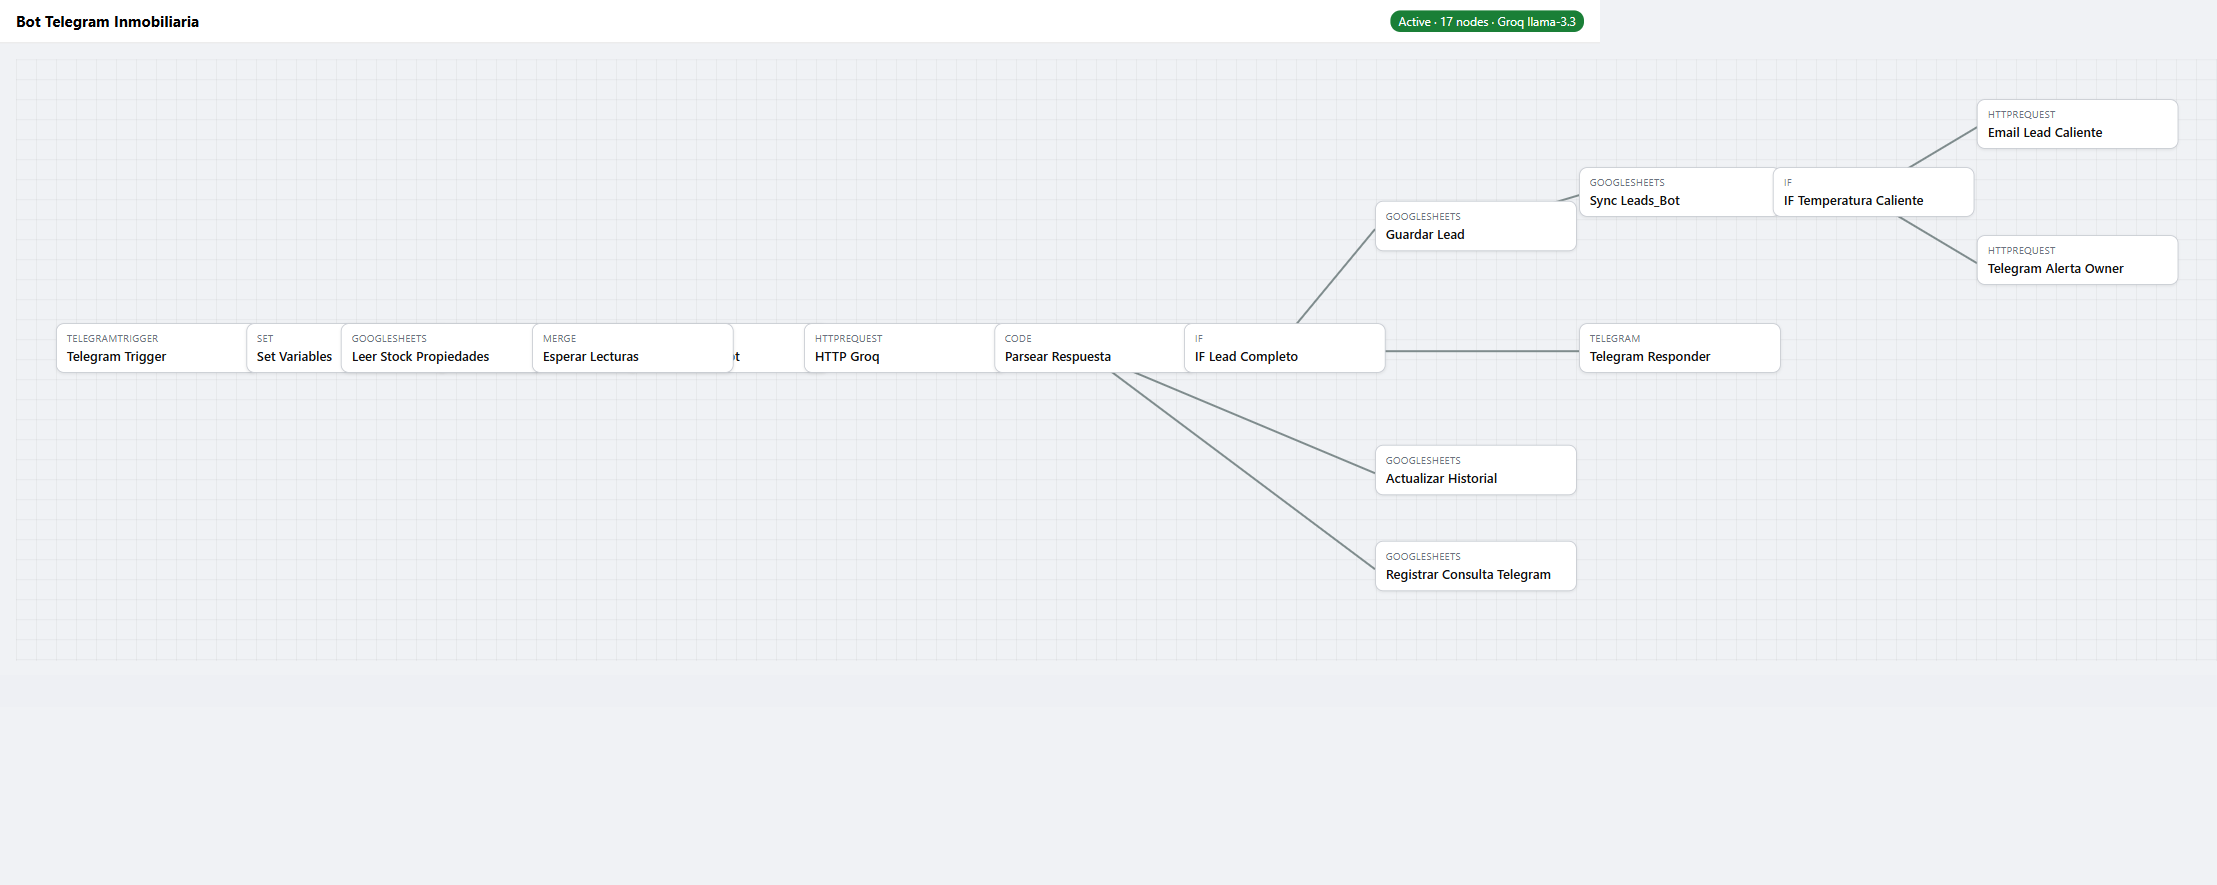 Bot Telegram Inmobiliaria
Active · 17 nodes · Groq llama-3.3
HTTPREQUEST
Email Lead Caliente
GOOGLESHEETS
Sync Leads_Bot
IF
IF Temperatura Caliente
GOOGLESHEETS
Guardar Lead
HTTPREQUEST
Telegram Alerta Owner
TELEGRAMTRIGGER
Telegram Trigger
SET
Set Variables
GOOGLESHEETS
Leer Stock Propiedades
MERGE
Esperar Lecturas
HTTPREQUEST
HTTP Groq
CODE
Parsear Respuesta
IF
IF Lead Completo
TELEGRAM
Telegram Responder
GOOGLESHEETS
Actualizar Historial
GOOGLESHEETS
Registrar Consulta Telegram